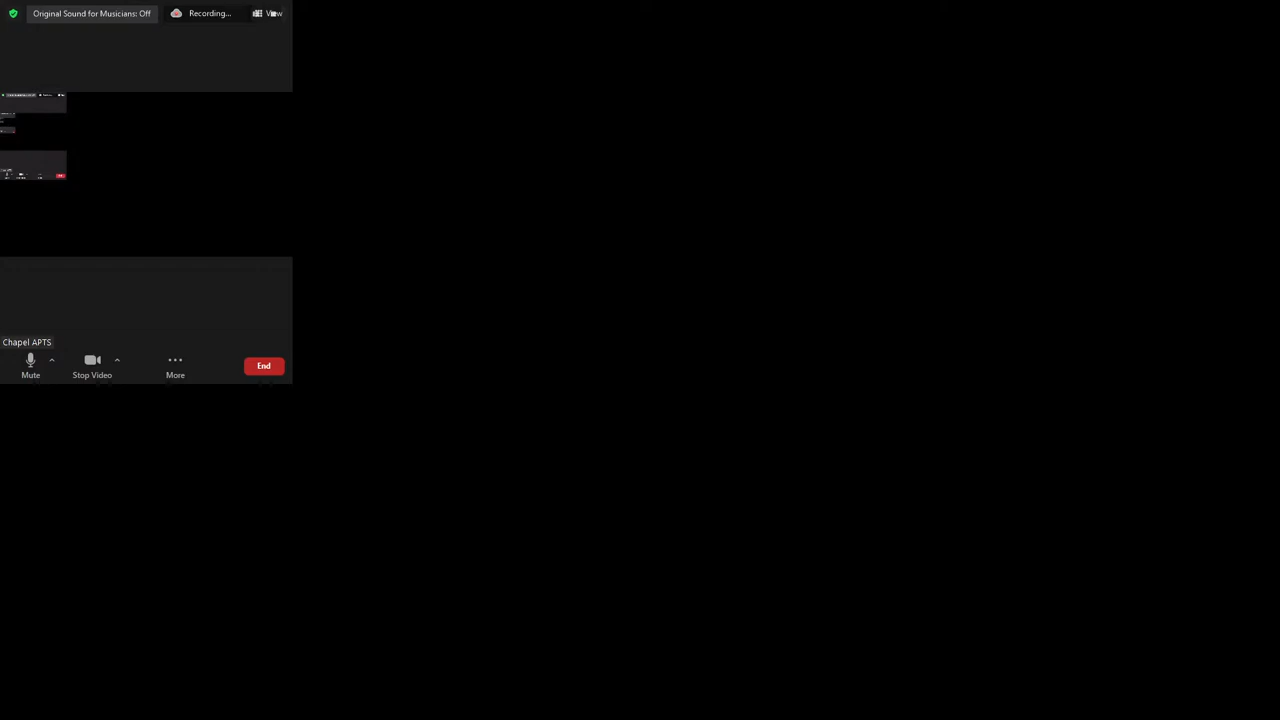 Original Sound for Musicians: Off
Recording...
View
Chapel APTS
Mute
Stop Video
More
End